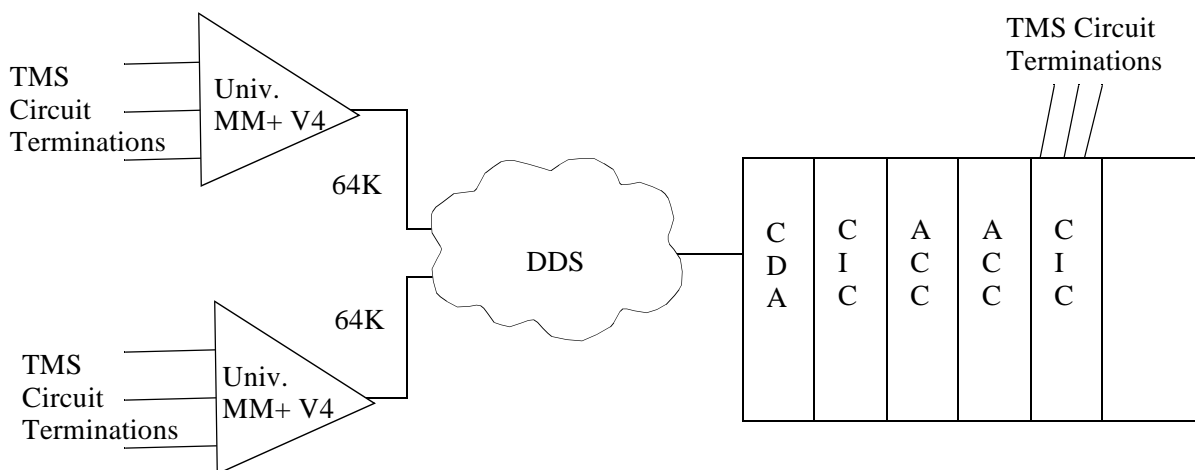 TMS
Circuit
Terminations
Univ.
MM+ V4
64K
TMS
Circuit
Terminations
Univ.
MM+ V4
64K
DDS
TMS Circuit
Terminations
C
D
A
C
I
C
A
C
C
A
C
C
C
I
C